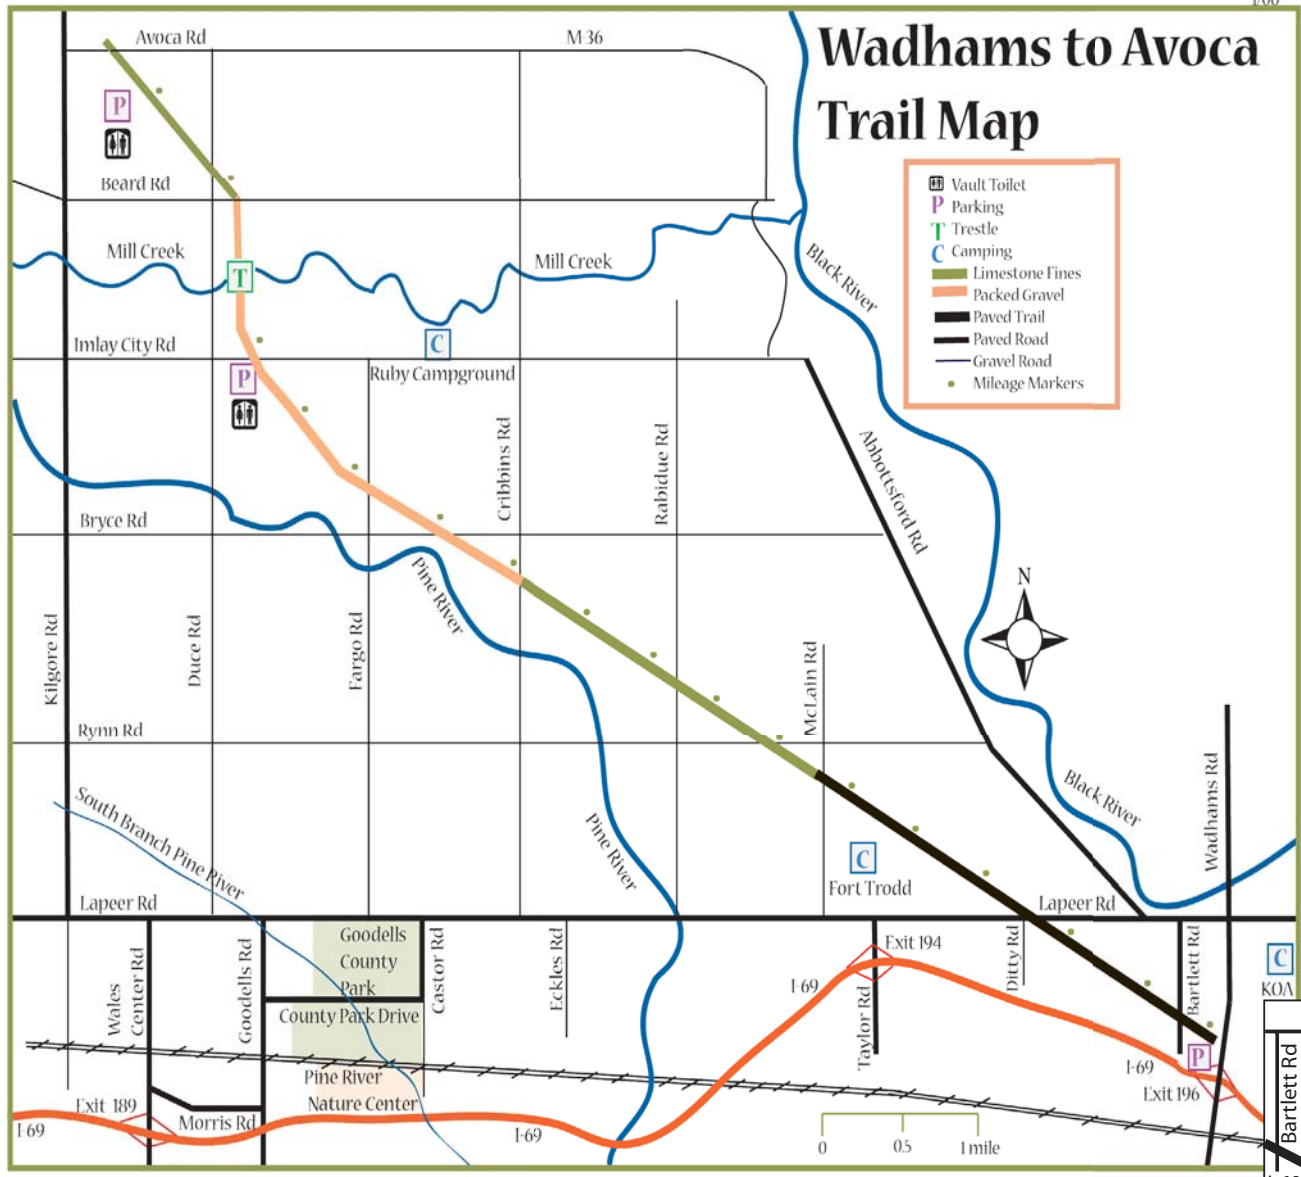 Wadhams to Avoca
Trail Map
Avoca Rd
M-36
P
Beard Rd
Mill Creek
T
Mill Creek
Black River
Vault Toilet
P Parking
T Trestle
C Camping
Limestone Fines
Packed Gravel
Paved Trail
Paved Road
Gravel Road
Mileage Markers
Imlay City Rd
P
C
Ruby Campground
Cribbins Rd
Rabidue Rd
Abbottsford Rd
Bryce Rd
Pine River
N
Kilgore Rd
Duce Rd
Fargo Rd
McLain Rd
Rynn Rd
South Branch Pine River
Pine River
Black River
Wadhams Rd
C
Fort Trodd
Lapeer Rd
Lapeer Rd
Wales
Center Rd
Goodells Rd
Goodells
County
Park
County Park Drive
Castor Rd
Eckles Rd
Exit 194
I-69
Taylor Rd
Ditty Rd
Bartlett Rd
C
KOA
P
I-69
Exit 196
Pine River
Nature Center
Exit 189
Morris Rd
I-69
I-69
0
0.5
1 mile
Bartlett Rd